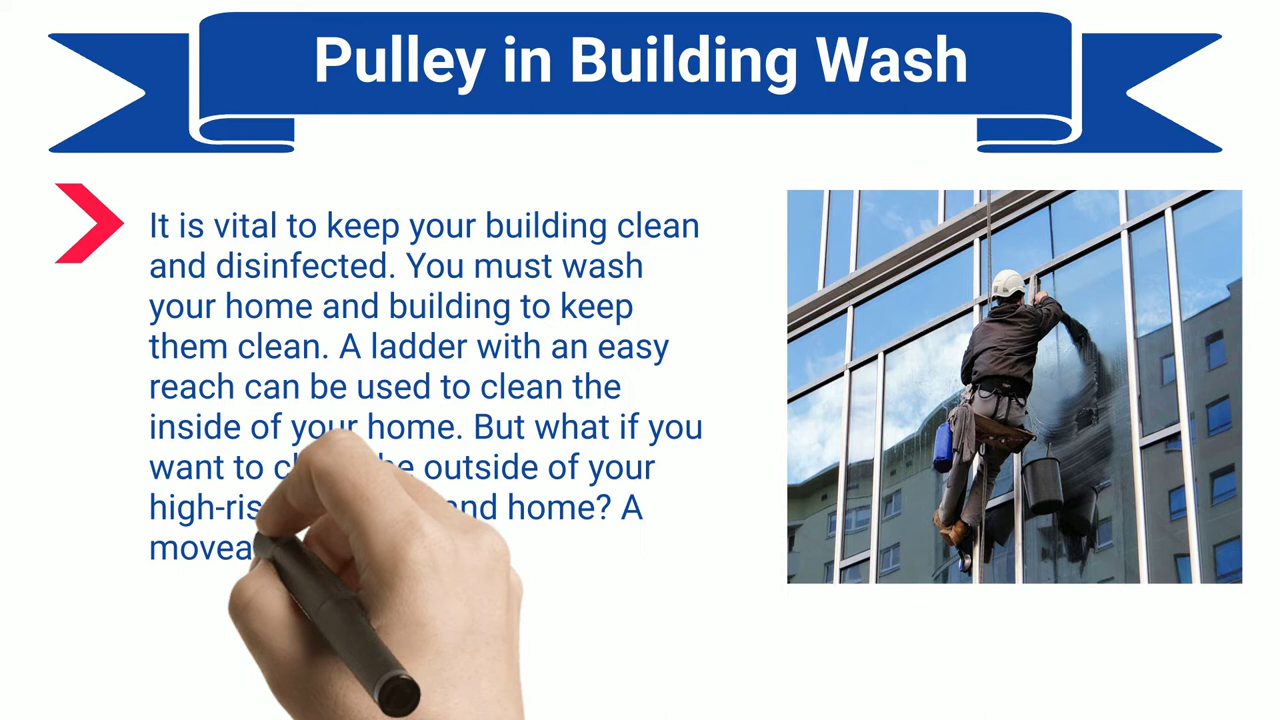 Pulley in Building Wash
It is vital to keep your building clean
and disinfected. You must wash
your home and building to keep
them clean. A ladder with an easy
reach can be used to clean the
inside of your home. But what if you
want to the outside of your
and home? A